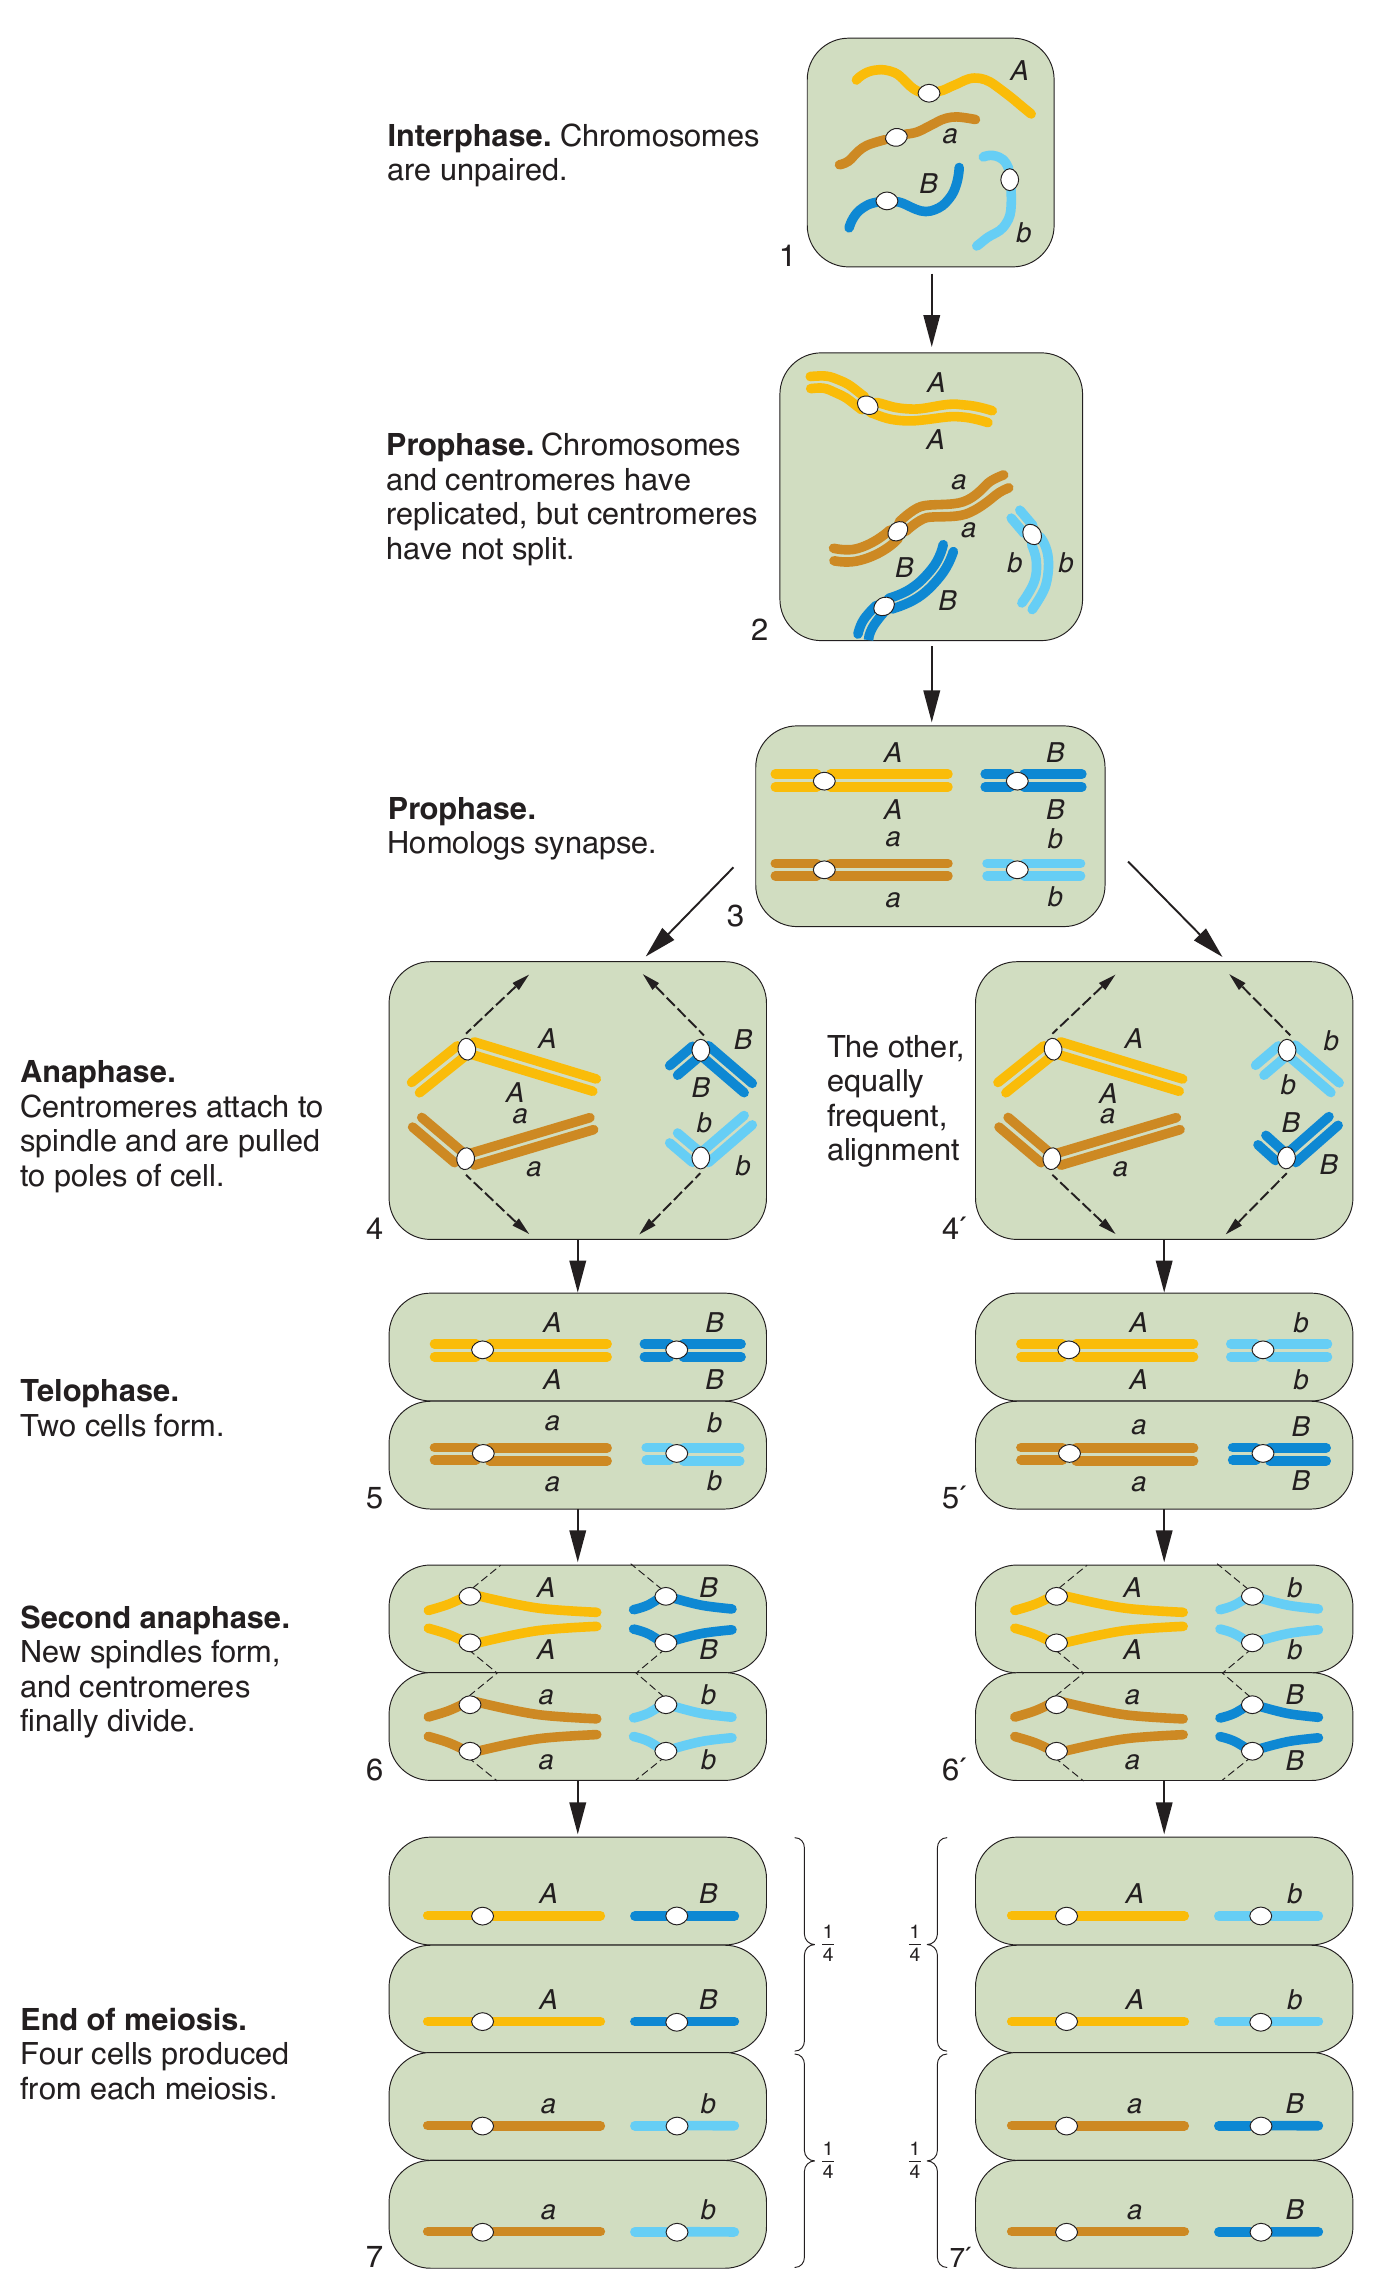 A
Interphase. Chromosomes
are unpaired.
a
B
b
1
A
A
Prophase. Chromosomes
and centromeres have
replicated, but centromeres
have not split.
a
a
B
B
b b
2
Prophase.
Homologs synapse.
A B
A B
a b
a b
3
Anaphase.
Centromeres attach to
spindle and are pulled
to poles of cell.
A B
A B
a b
a b
4
The other,
equally
frequent,
alignment
A b
A b
a B
a B
4´
Telophase.
Two cells form.
A B
A B
a b
a b
5
A b
A b
a B
a B
5´
Second anaphase.
New spindles form,
and centromeres
finally divide.
A B
A B
a b
a b
6
A b
A b
a B
a B
6´
End of meiosis.
Four cells produced
from each meiosis.
A B
A B
1/4
a b
a b
1/4
7
A b
A b
1/4
a B
a B
1/4
7´